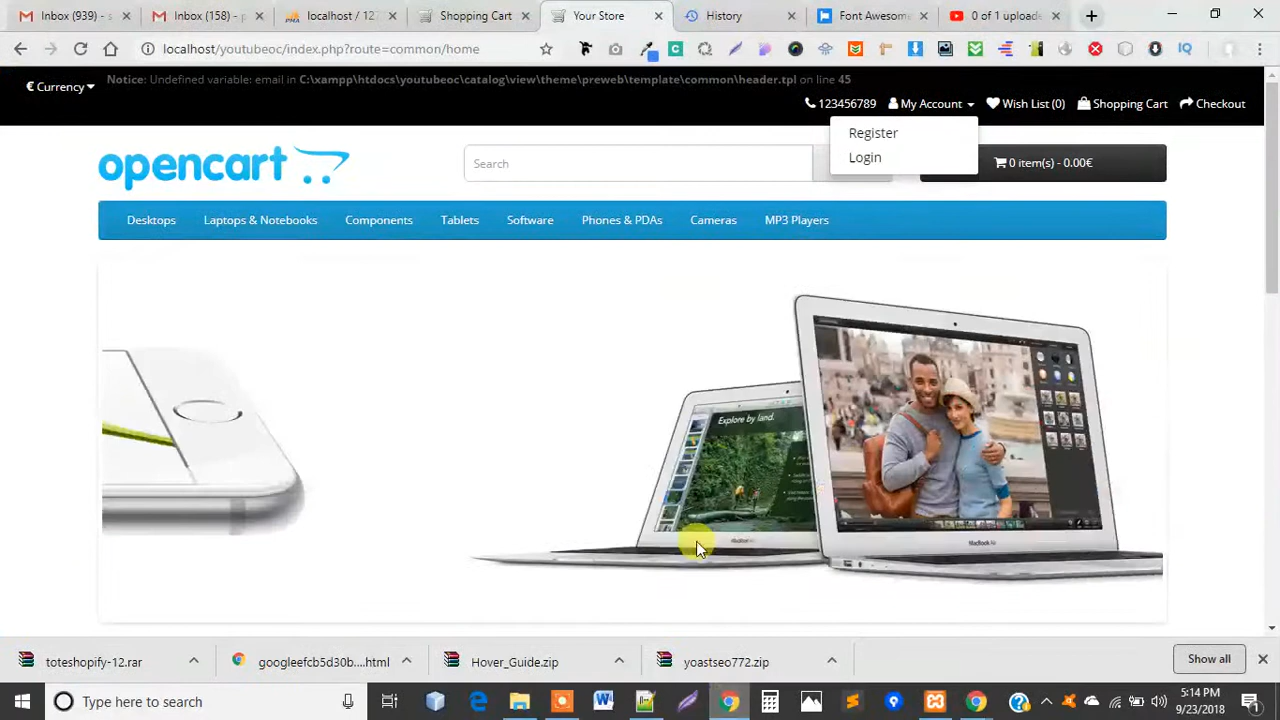 Inbox (939) - s
Inbox (158) - p
localhost / 127
Shopping Cart
Your Store
History
Font Awesome
0 of 1 uploade
localhost/youtubeoc/index.php?route=common/home
Notice: Undefined variable: email in C:\xampp\htdocs\youtubeoc\catalog\view\theme\preweb\template\common\header.tpl on line 45
€ Currency
123456789 My Account Wish List (0) Shopping Cart Checkout
Register
Login
opencart
Search
0 item(s) - 0.00€
Desktops Laptops & Notebooks Components Tablets Software Phones & PDAs Cameras MP3 Players
Explore by land.
MacBook Air
toteshopify-12.rar
googleefcb5d30b....html
Hover_Guide.zip
yoastseo772.zip
Show all
Type here to search
5:14 PM
9/23/2018